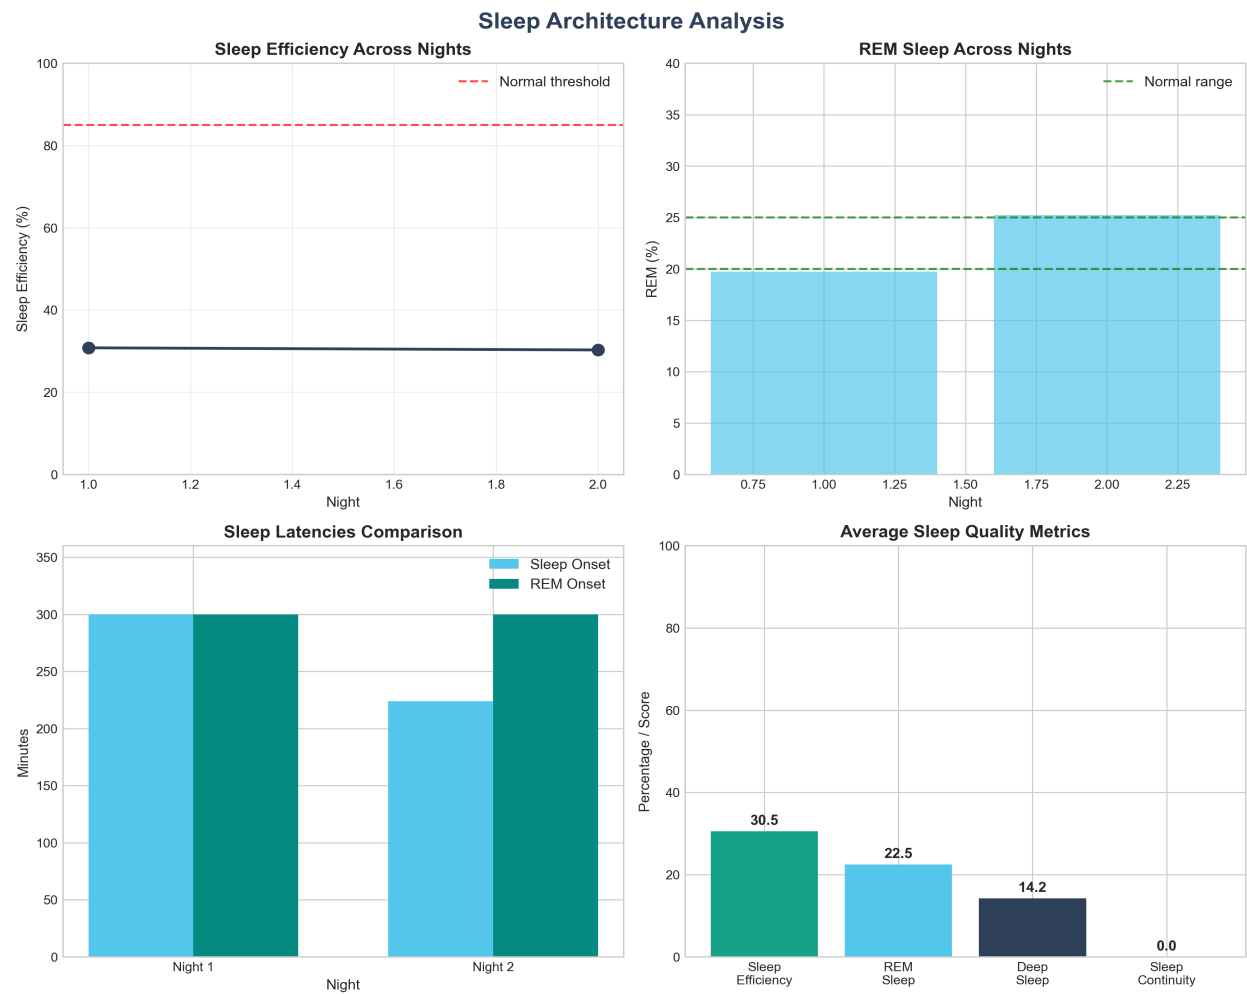 Sleep Architecture Analysis
Sleep Efficiency Across Nights
100
80
60
40
20
0
Sleep Efficiency (%)
Normal threshold
1.0 1.2 1.4 1.6 1.8 2.0
Night
REM Sleep Across Nights
40
35
30
25
20
15
10
5
0
REM (%)
Normal range
0.75 1.00 1.25 1.50 1.75 2.00 2.25
Night
Sleep Latencies Comparison
350
300
250
200
150
100
50
0
Minutes
Sleep Onset
REM Onset
Night 1 Night 2
Night
Average Sleep Quality Metrics
100
80
60
40
20
0
Percentage / Score
30.5
22.5
14.2
0.0
Sleep
Efficiency
REM
Sleep
Deep
Sleep
Sleep
Continuity